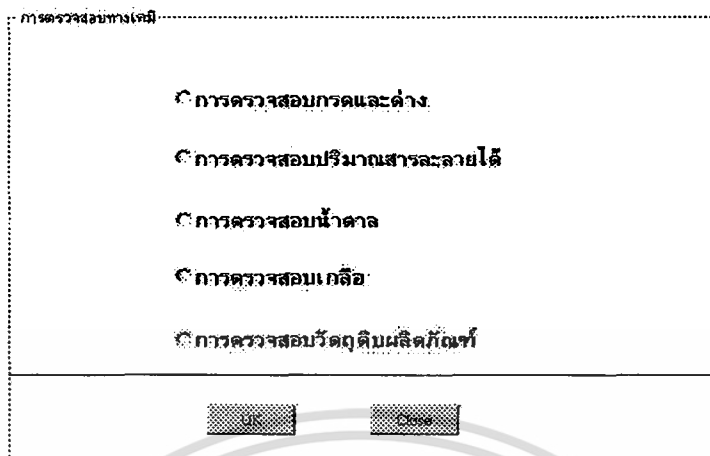 การตรวจสอบทางเคมี
การตรวจสอบกรดและด่าง
การตรวจสอบปริมาณสารละลายได้
การตรวจสอบน้ำตาล
การตรวจสอบเกลือ
การตรวจสอบวัตถุดิบผลิตภัณฑ์
OK Close